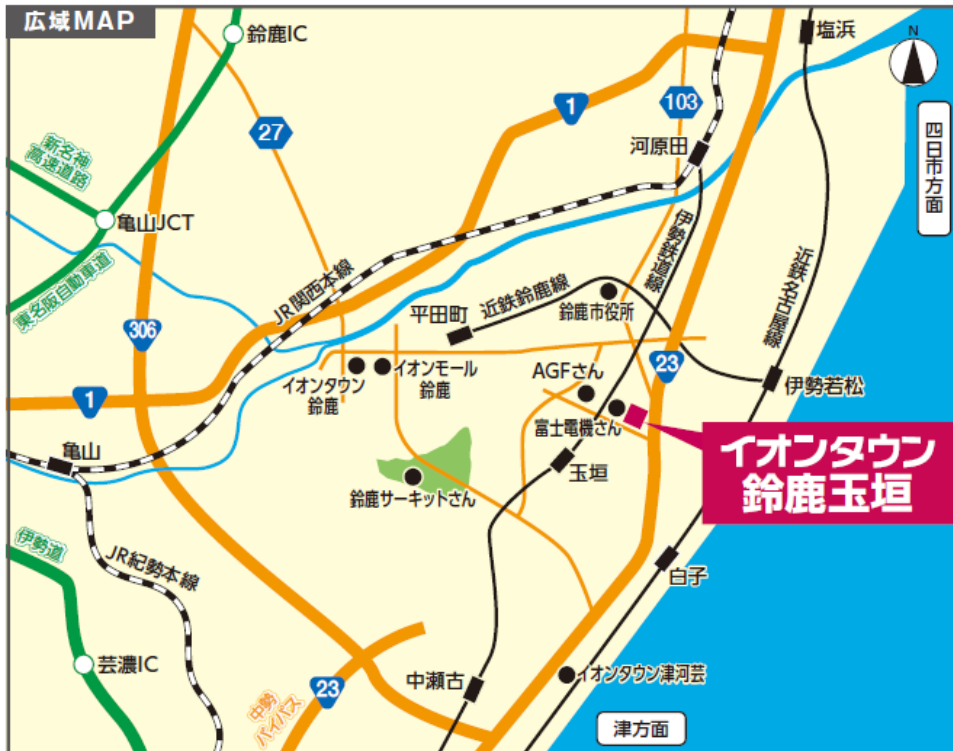 広域MAP
鈴鹿IC
塩浜
N
27
1
103
四日市方面
新名神
高速道路
河原田
亀山JCT
伊勢鉄道線
近鉄名古屋線
東名阪自動車道
JR関西本線
近鉄鈴鹿線
平田町
鈴鹿市役所
306
23
イオンタウン
鈴鹿
イオンモール
鈴鹿
AGFさん
伊勢若松
1
富士電機さん
亀山
イオンタウン
鈴鹿玉垣
玉垣
鈴鹿サーキットさん
伊勢道
JR紀勢本線
白子
芸濃IC
中瀬古
イオンタウン津河芸
23
中勢
バイパス
津方面